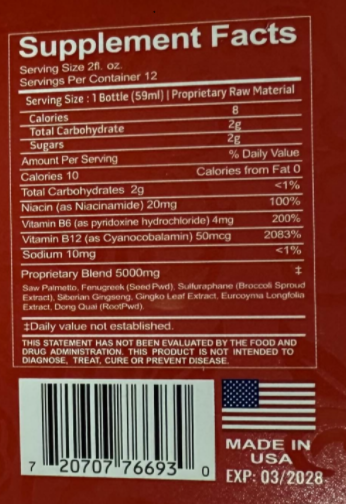 Supplement Facts
Serving Size 2fl. oz.
Servings Per Container 12
Serving Size : 1 Bottle (59ml) | Proprietary Raw Material
Calories 8
Total Carbohydrate 2g
Sugars 2g
Amount Per Serving % Daily Value
Calories 10 Calories from Fat 0
Total Carbohydrates 2g <1%
Niacin (as Niacinamide) 20mg 100%
Vitamin B6 (as pyridoxine hydrochloride) 4mg 200%
Vitamin B12 (as Cyanocobalamin) 50mcg 2083%
Sodium 10mg <1%
Proprietary Blend 5000mg ‡
Saw Palmetto, Fenugreek (Seed Pwd), Sulfuraphane (Broccoli Sproud
Extract), Siberian Gingseng, Gingko Leaf Extract, Eurcoyma Longfolia
Extract, Dong Quai (RootPwd).
‡Daily value not established.
THIS STATEMENT HAS NOT BEEN EVALUATED BY THE FOOD AND
DRUG ADMINISTRATION. THIS PRODUCT IS NOT INTENDED TO
DIAGNOSE, TREAT, CURE OR PREVENT DISEASE.
7 20707 76693 0
MADE IN
USA
EXP: 03/2028